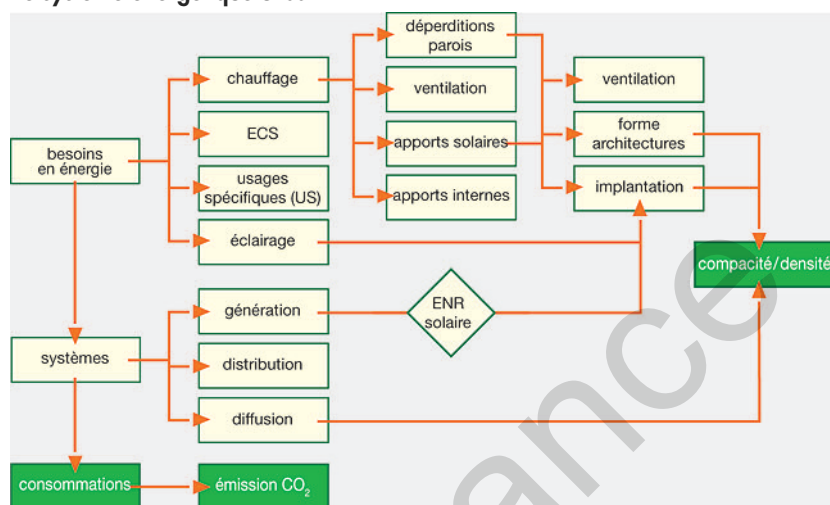 déperditions
parois
chauffage
ventilation
ventilation
ECS
forme
architectures
besoins
en énergie
apports solaires
usages
spécifiques (US)
apports internes
implantation
éclairage
compacité/densité
génération
ENR
solaire
systèmes
distribution
diffusion
consommations
émission CO₂
ance